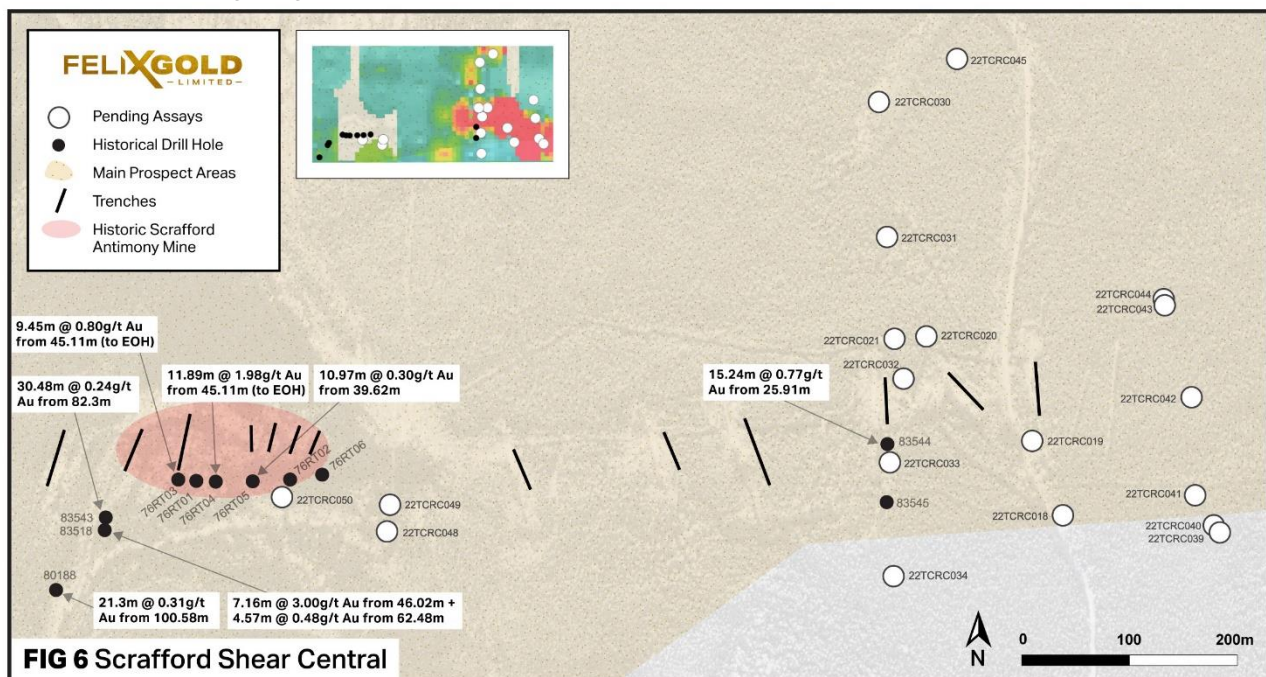 FELIXGOLD
LIMITED
Pending Assays
Historical Drill Hole
Main Prospect Areas
Trenches
Historic Scrafford
Antimony Mine
22TCRC045
22TCRC030
22TCRC031
22TCRC044
22TCRC043
22TCRC021
22TCRC020
22TCRC032
22TCRC042
9.45m @ 0.80g/t Au
from 45.11m (to EOH)
30.48m @ 0.24g/t
Au from 82.3m
11.89m @ 1.98g/t Au
from 45.11m (to EOH)
10.97m @ 0.30g/t Au
from 39.62m
15.24m @ 0.77g/t
Au from 25.91m
83544
22TCRC019
22TCRC033
76RT03
76RT01
76RT04
76RT05
76RT02
76RT06
22TCRC050
22TCRC049
22TCRC048
83545
22TCRC041
22TCRC018
22TCRC040
22TCRC039
83543
83518
80188
22TCRC034
21.3m @ 0.31g/t
Au from 100.58m
7.16m @ 3.00g/t Au from 46.02m +
4.57m @ 0.48g/t Au from 62.48m
N
0 100 200m
FIG 6 Scrafford Shear Central